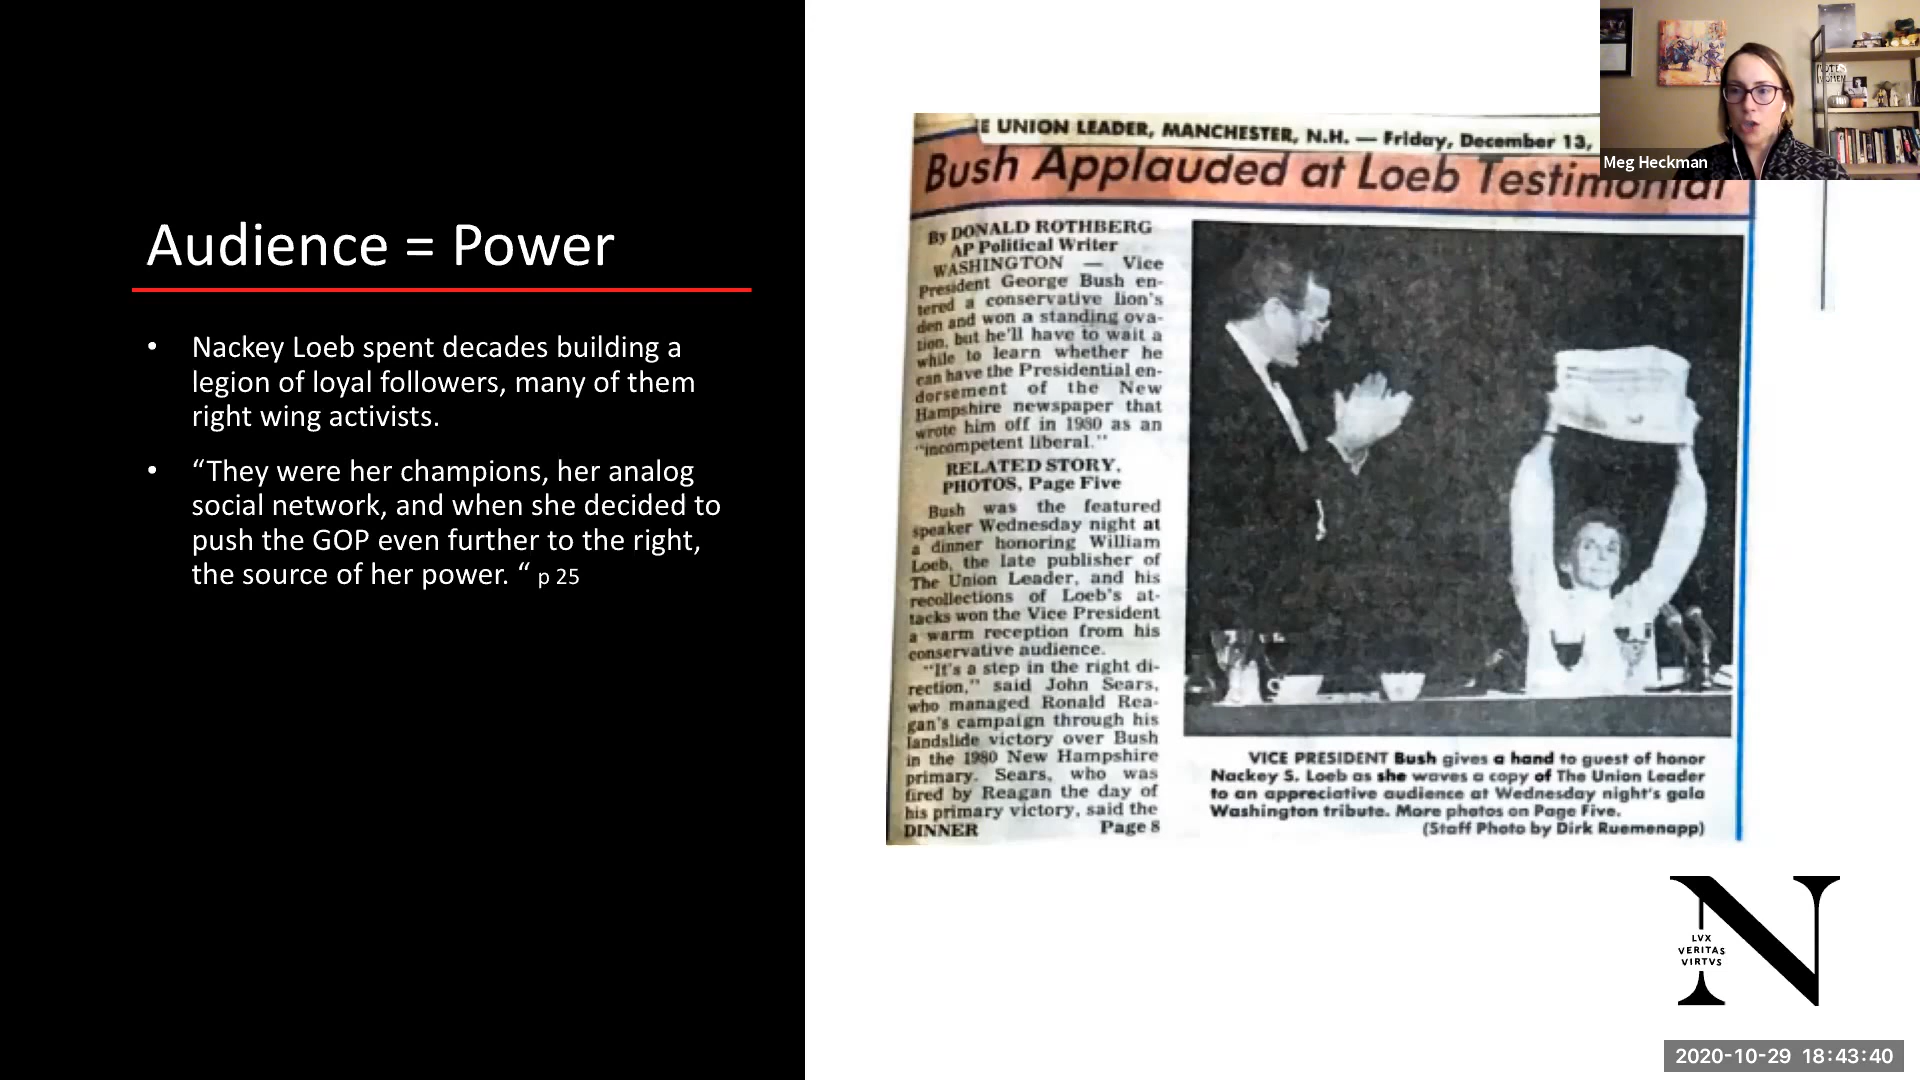 Audience = Power
• Nackey Loeb spent decades building a
legion of loyal followers, many of them
right wing activists.
• “They were her champions, her analog
social network, and when she decided to
push the GOP even further to the right,
the source of her power. “ p 25
E UNION LEADER, MANCHESTER, N.H. — Friday, December 13,
Bush Applauded at Loeb Testimonial
By DONALD ROTHBERG
AP Political Writer
WASHINGTON — Vice
President George Bush en-
tered a conservative lion's
den and won a standing ova-
tion, but he'll have to wait a
while to learn whether he
can have the Presidential en-
dorsement of the New
Hampshire newspaper that
wrote him off in 1980 as an
"incompetent liberal."
RELATED STORY,
PHOTOS, Page Five
Bush was the featured
speaker Wednesday night at
a dinner honoring William
Loeb, the late publisher of
The Union Leader, and his
recollections of Loeb's at-
tacks won the Vice President
a warm reception from his
conservative audience.
"It's a step in the right di-
rection," said John Sears,
who managed Ronald Rea-
gan's campaign through his
landslide victory over Bush
in the 1980 New Hampshire
primary. Sears, who was
fired by Reagan the day of
his primary victory, said the
DINNER Page 8
VICE PRESIDENT Bush gives a hand to guest of honor
Nackey S. Loeb as she waves a copy of The Union Leader
to an appreciative audience at Wednesday night's gala
Washington tribute. More photos on Page Five.
(Staff Photo by Dirk Ruemenapp)
VOTES
WOMEN
Meg Heckman
N
LVX
VERITAS
VIRTVS
2020-10-29 18:43:40